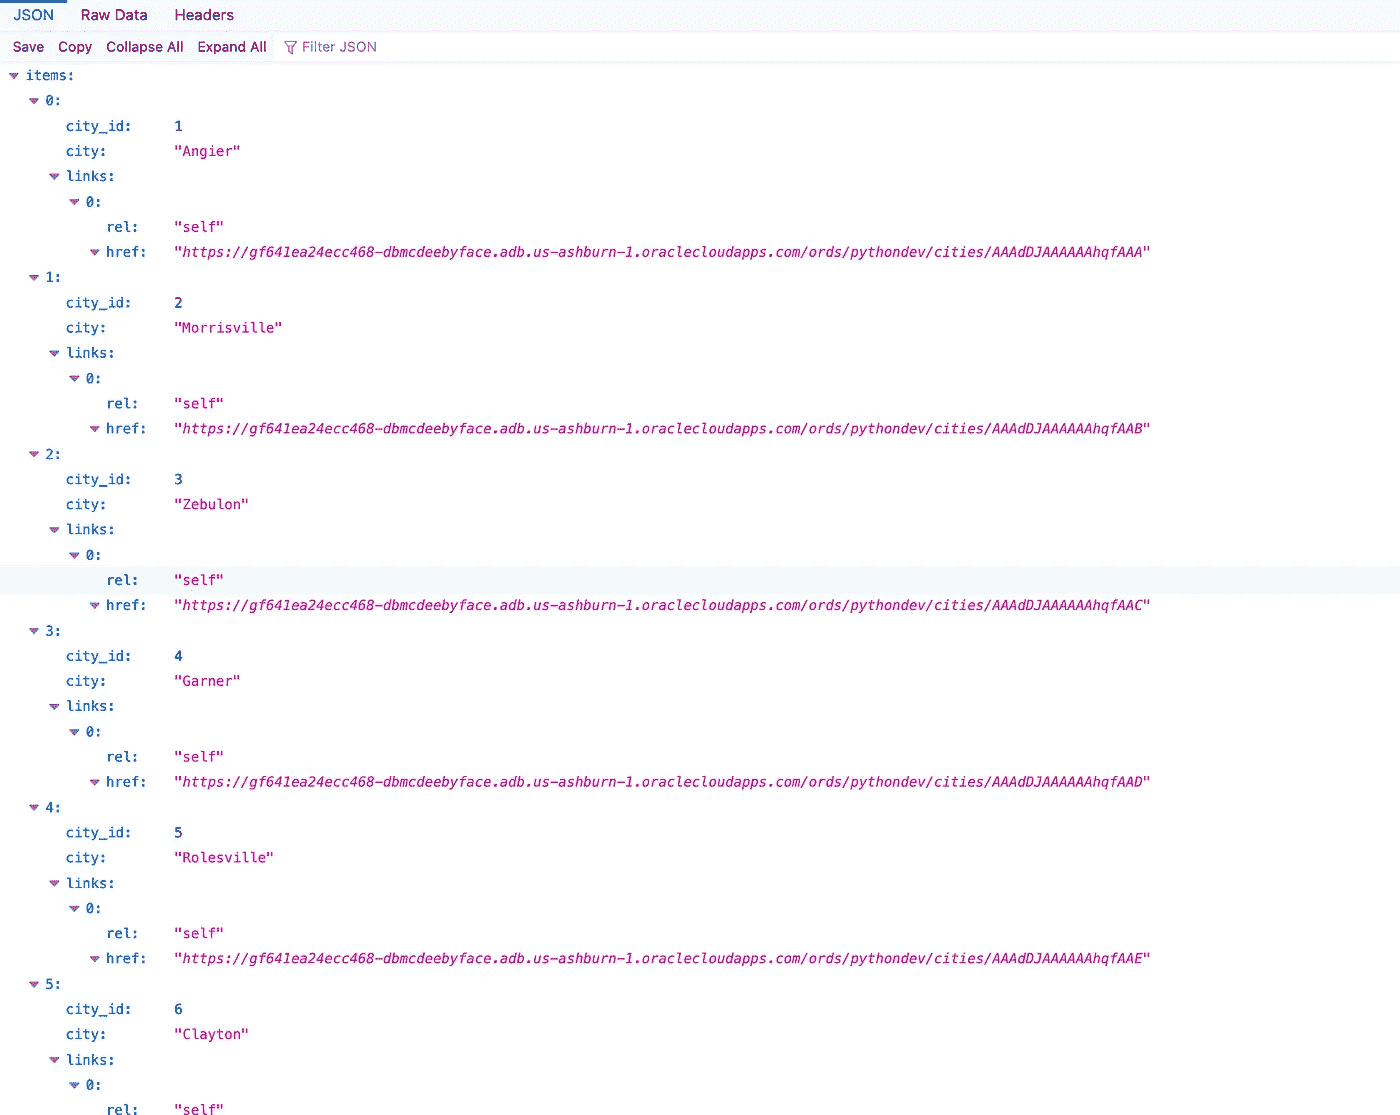 JSON Raw Data Headers
Save Copy Collapse All Expand All Filter JSON
items:
0:
city_id: 1
city: "Angier"
links:
0:
rel: "self"
href: "https://gf641ea24ecc468-dbmcdeebyface.adb.us-ashburn-1.oraclecloudapps.com/ords/pythondev/cities/AAAdDJAAAAAAhqfAAA"
1:
city_id: 2
city: "Morrisville"
links:
0:
rel: "self"
href: "https://gf641ea24ecc468-dbmcdeebyface.adb.us-ashburn-1.oraclecloudapps.com/ords/pythondev/cities/AAAdDJAAAAAAhqfAAB"
2:
city_id: 3
city: "Zebulon"
links:
0:
rel: "self"
href: "https://gf641ea24ecc468-dbmcdeebyface.adb.us-ashburn-1.oraclecloudapps.com/ords/pythondev/cities/AAAdDJAAAAAAhqfAAC"
3:
city_id: 4
city: "Garner"
links:
0:
rel: "self"
href: "https://gf641ea24ecc468-dbmcdeebyface.adb.us-ashburn-1.oraclecloudapps.com/ords/pythondev/cities/AAAdDJAAAAAAhqfAAD"
4:
city_id: 5
city: "Rolesville"
links:
0:
rel: "self"
href: "https://gf641ea24ecc468-dbmcdeebyface.adb.us-ashburn-1.oraclecloudapps.com/ords/pythondev/cities/AAAdDJAAAAAAhqfAAE"
5:
city_id: 6
city: "Clayton"
links:
0:
rel: "self"